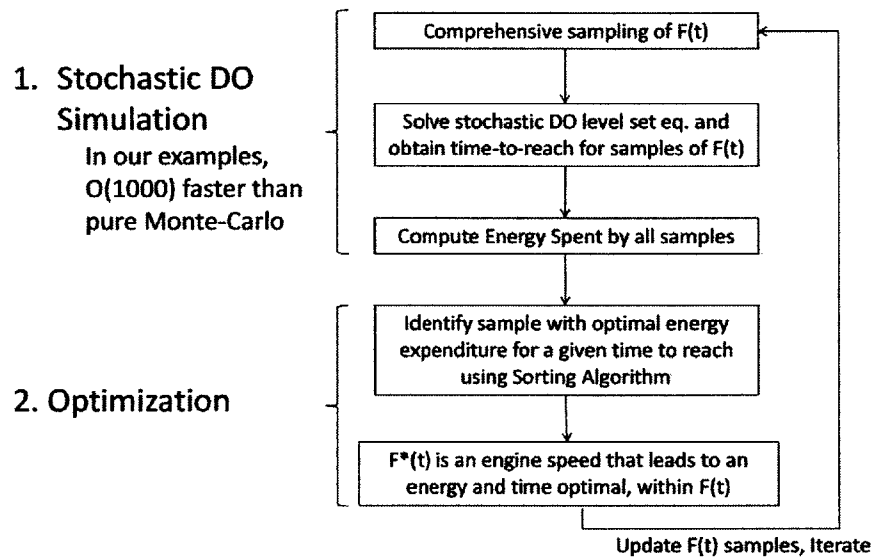 1. Stochastic DO
Simulation
In our examples,
O(1000) faster than
pure Monte-Carlo
Comprehensive sampling of F(t)
Solve stochastic DO level set eq. and
obtain time-to-reach for samples of F(t)
Compute Energy Spent by all samples
2. Optimization
Identify sample with optimal energy
expenditure for a given time to reach
using Sorting Algorithm
F*(t) is an engine speed that leads to an
energy and time optimal, within F(t)
Update F(t) samples, Iterate